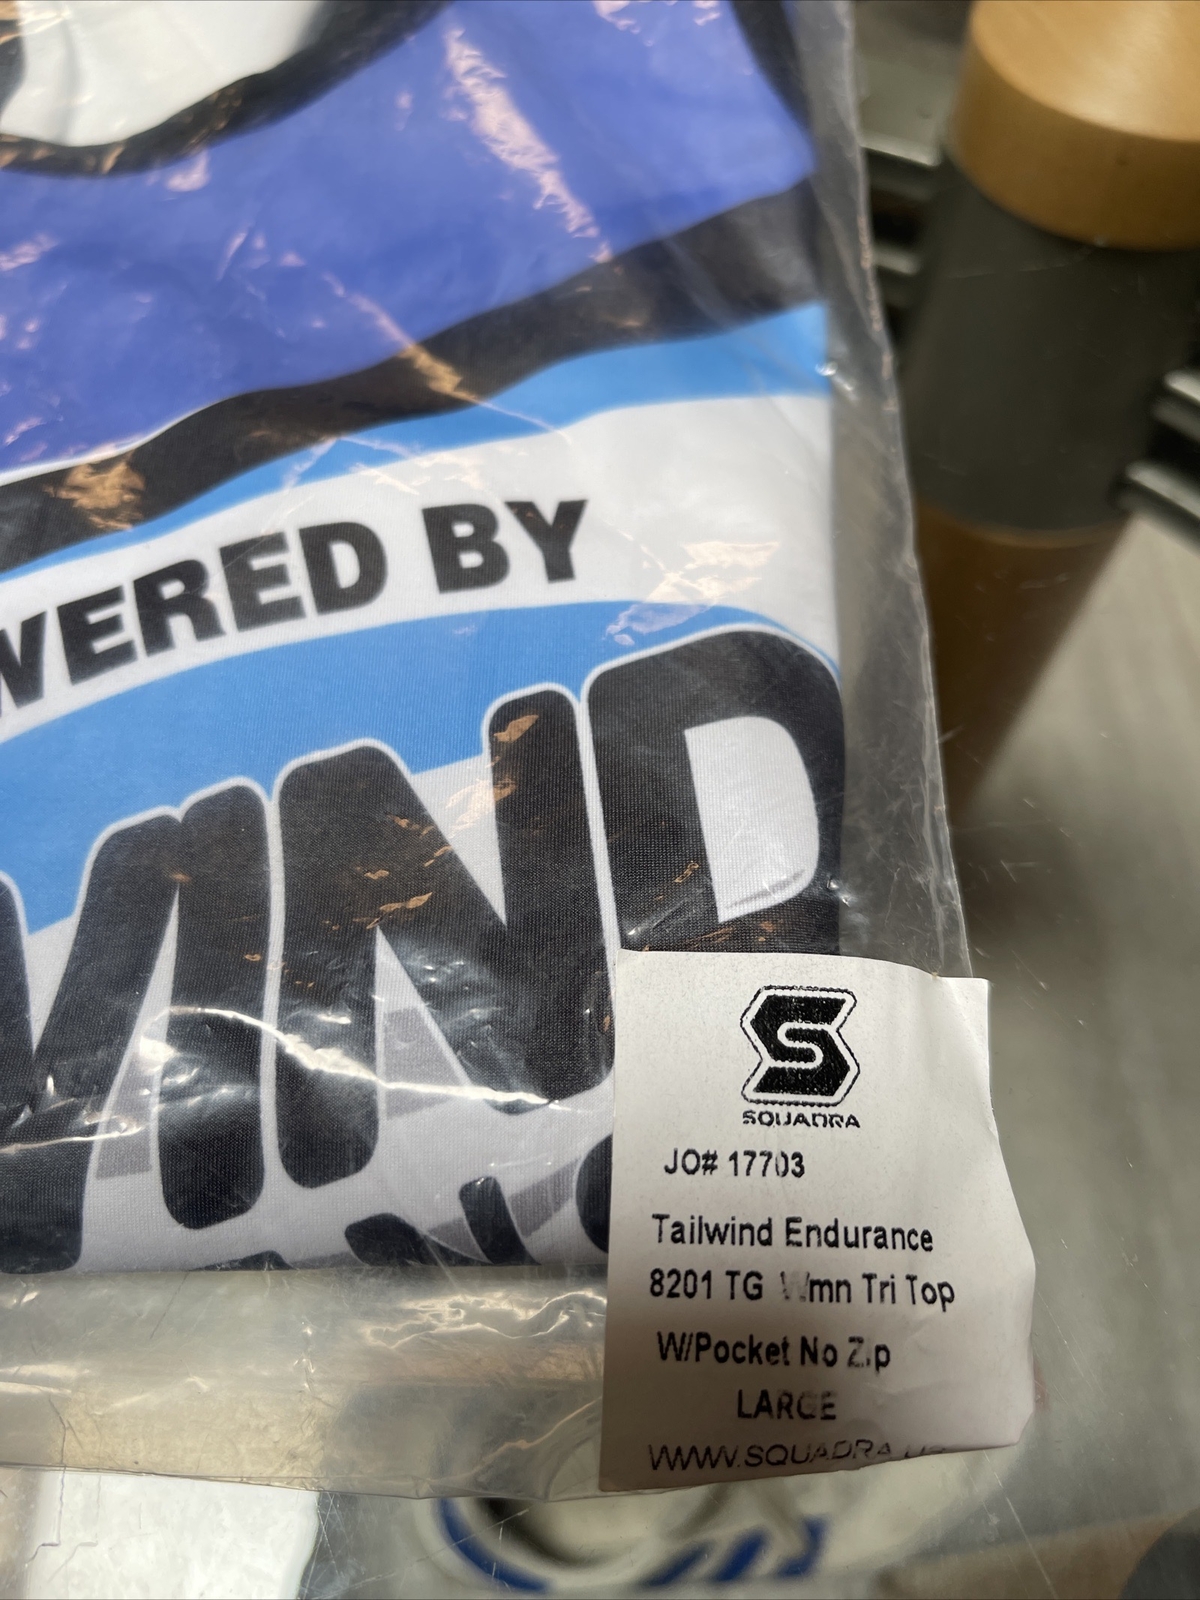 WERED BY
WIND
S
SQUADRA
JO# 17703
Tailwind Endurance
8201 TG Wmn Tri Top
W/Pocket No Zip
LARGE
WWW.SQUADRA.US